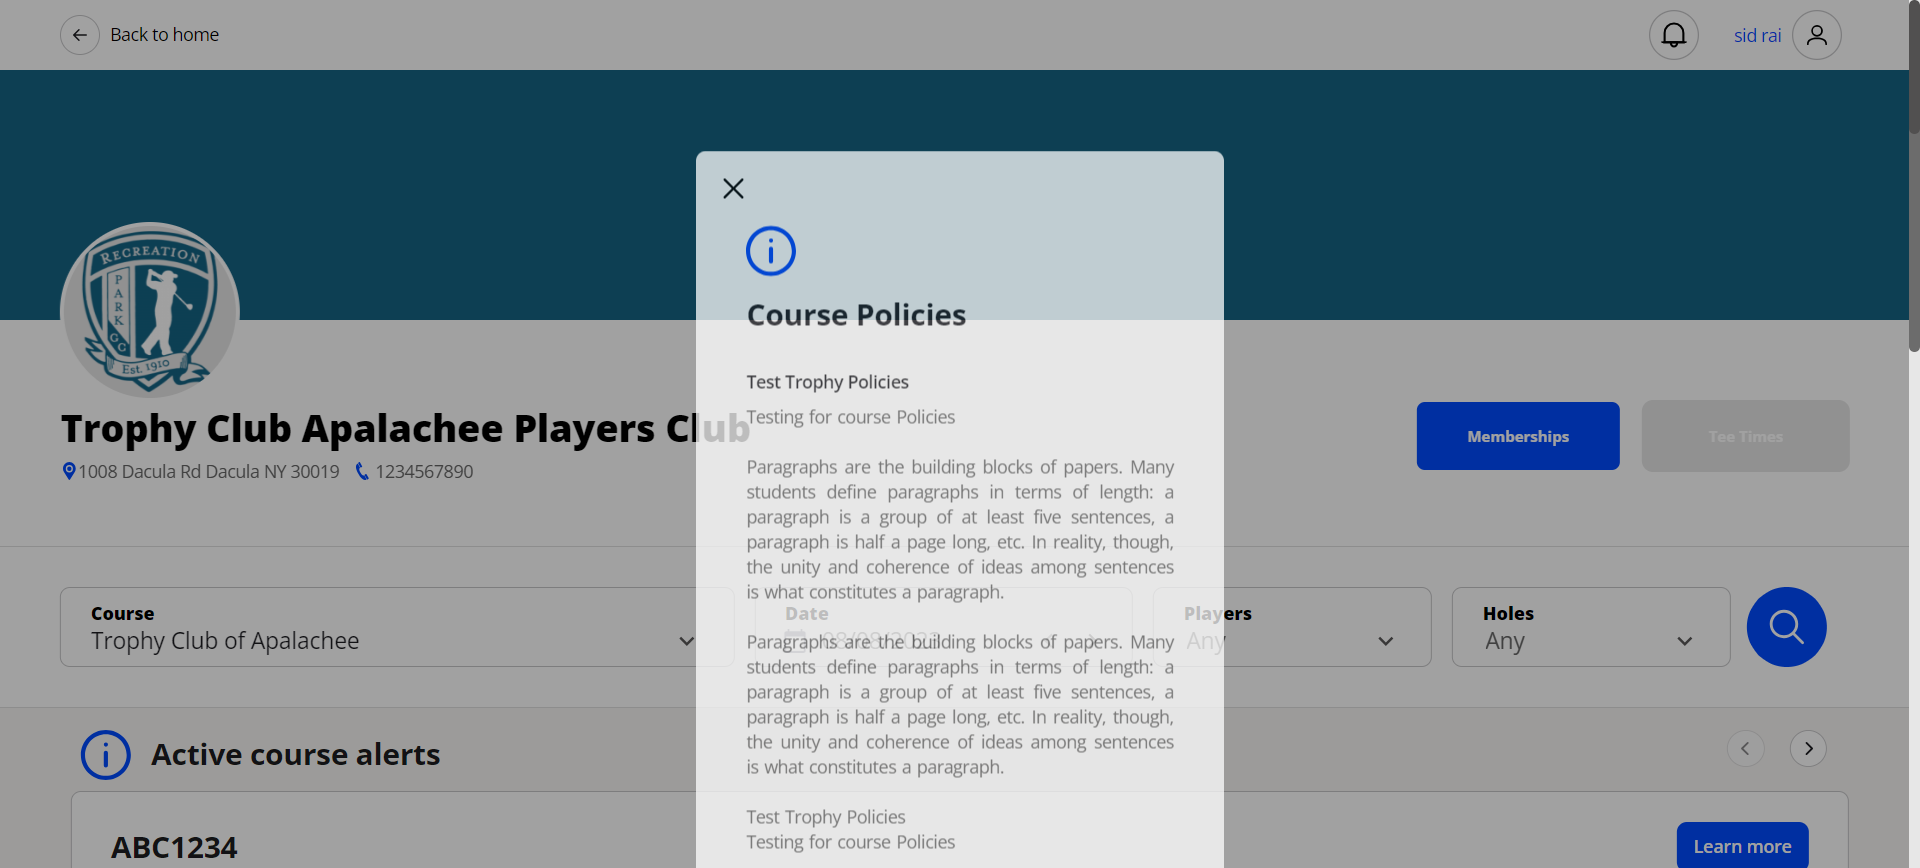 Back to home
sid rai
RECREATION
PARK GC
Est. 1910
Course Policies
Test Trophy Policies
Testing for course Policies
Trophy Club Apalachee Players Club
1008 Dacula Rd Dacula NY 30019 1234567890
Memberships
Tee Times
Paragraphs are the building blocks of papers. Many
students define paragraphs in terms of length: a
paragraph is a group of at least five sentences, a
paragraph is half a page long, etc. In reality, though,
the unity and coherence of ideas among sentences
is what constitutes a paragraph.
Course
Trophy Club of Apalachee
Date
Players
Any
Holes
Any
Paragraphs are the building blocks of papers. Many
students define paragraphs in terms of length: a
paragraph is a group of at least five sentences, a
paragraph is half a page long, etc. In reality, though,
the unity and coherence of ideas among sentences
is what constitutes a paragraph.
Active course alerts
Test Trophy Policies
Testing for course Policies
ABC1234
Learn more